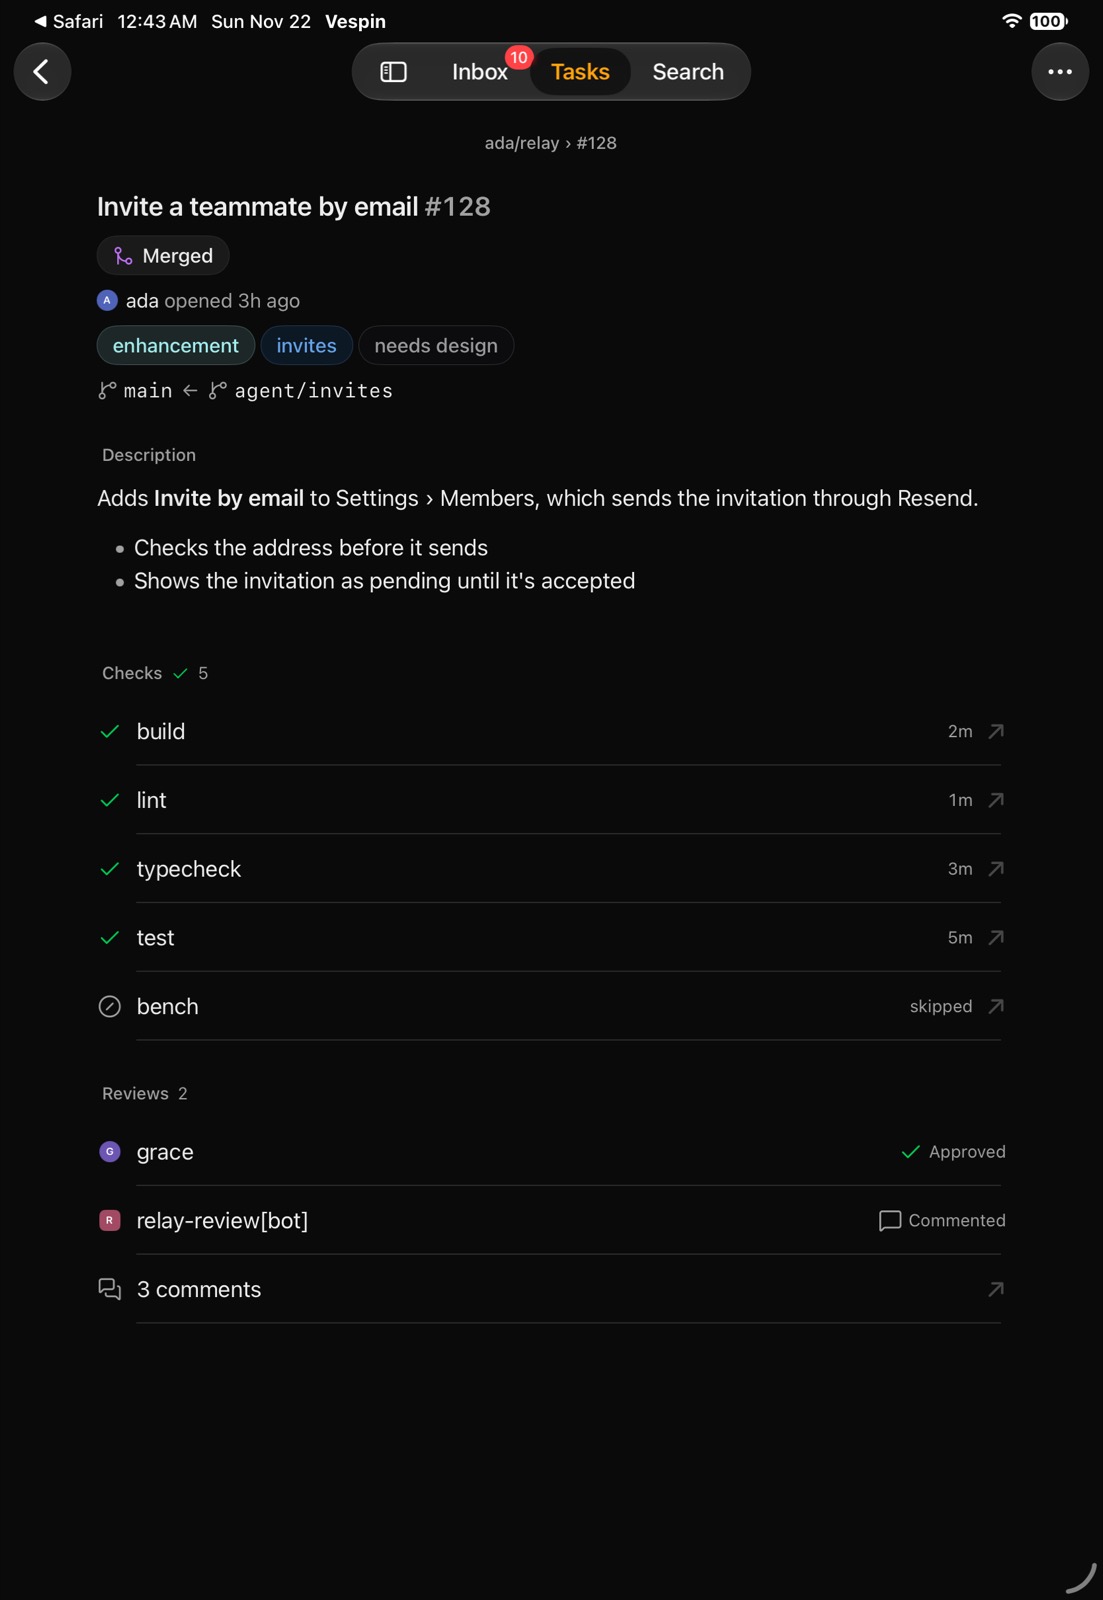 Safari 12:43 AM Sun Nov 22 Vespin 100
Inbox 10 Tasks Search
ada/relay › #128
Invite a teammate by email #128
Merged
A ada opened 3h ago
enhancement invites needs design
main ← agent/invites
Description
Adds Invite by email to Settings › Members, which sends the invitation through Resend.
• Checks the address before it sends
• Shows the invitation as pending until it's accepted
Checks ✓ 5
build 2m
lint 1m
typecheck 3m
test 5m
bench skipped
Reviews 2
G grace Approved
R relay-review[bot] Commented
3 comments